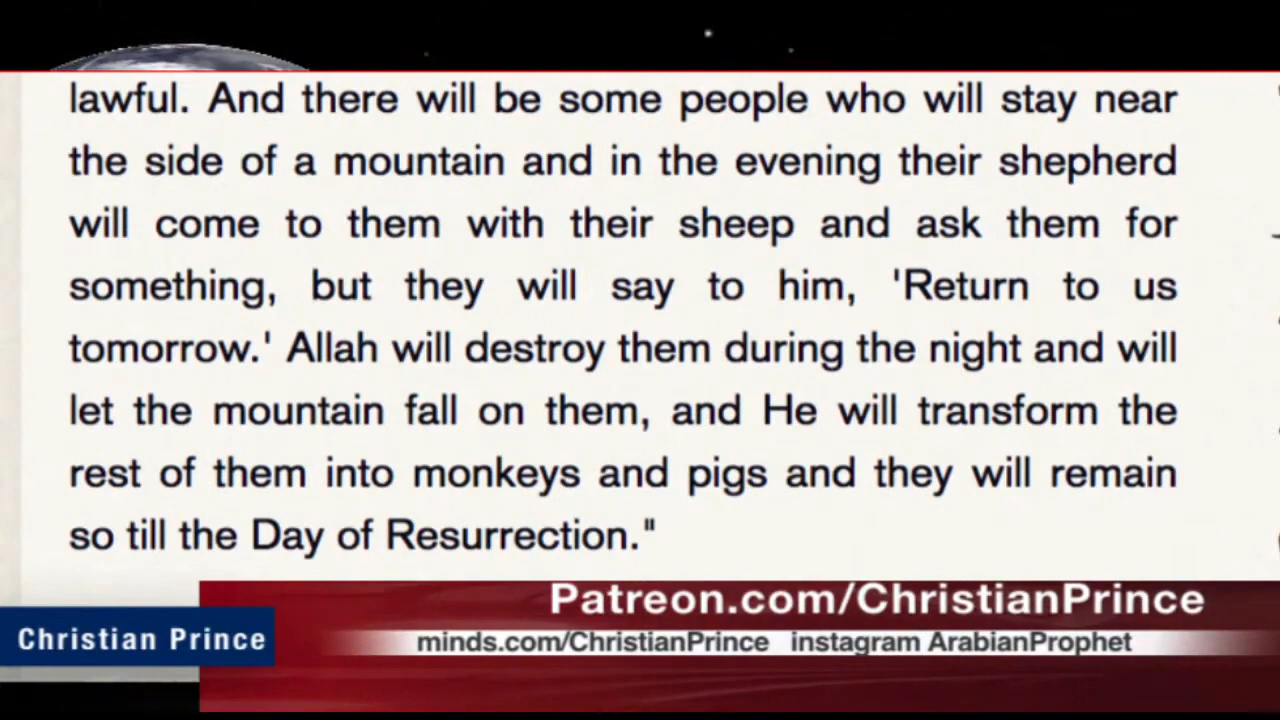 lawful. And there will be some people who will stay near
the side of a mountain and in the evening their shepherd
will come to them with their sheep and ask them for
something, but they will say to him, 'Return to us
tomorrow.' Allah will destroy them during the night and will
let the mountain fall on them, and He will transform the
rest of them into monkeys and pigs and they will remain
so till the Day of Resurrection."
Patreon.com/ChristianPrince
Christian Prince
minds.com/ChristianPrince instagram ArabianProphet